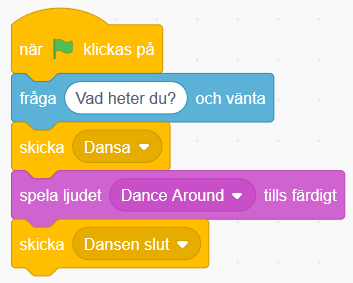 när klickas på
fråga Vad heter du? och vänta
skicka Dansa
spela ljudet Dance Around tills färdigt
skicka Dansen slut